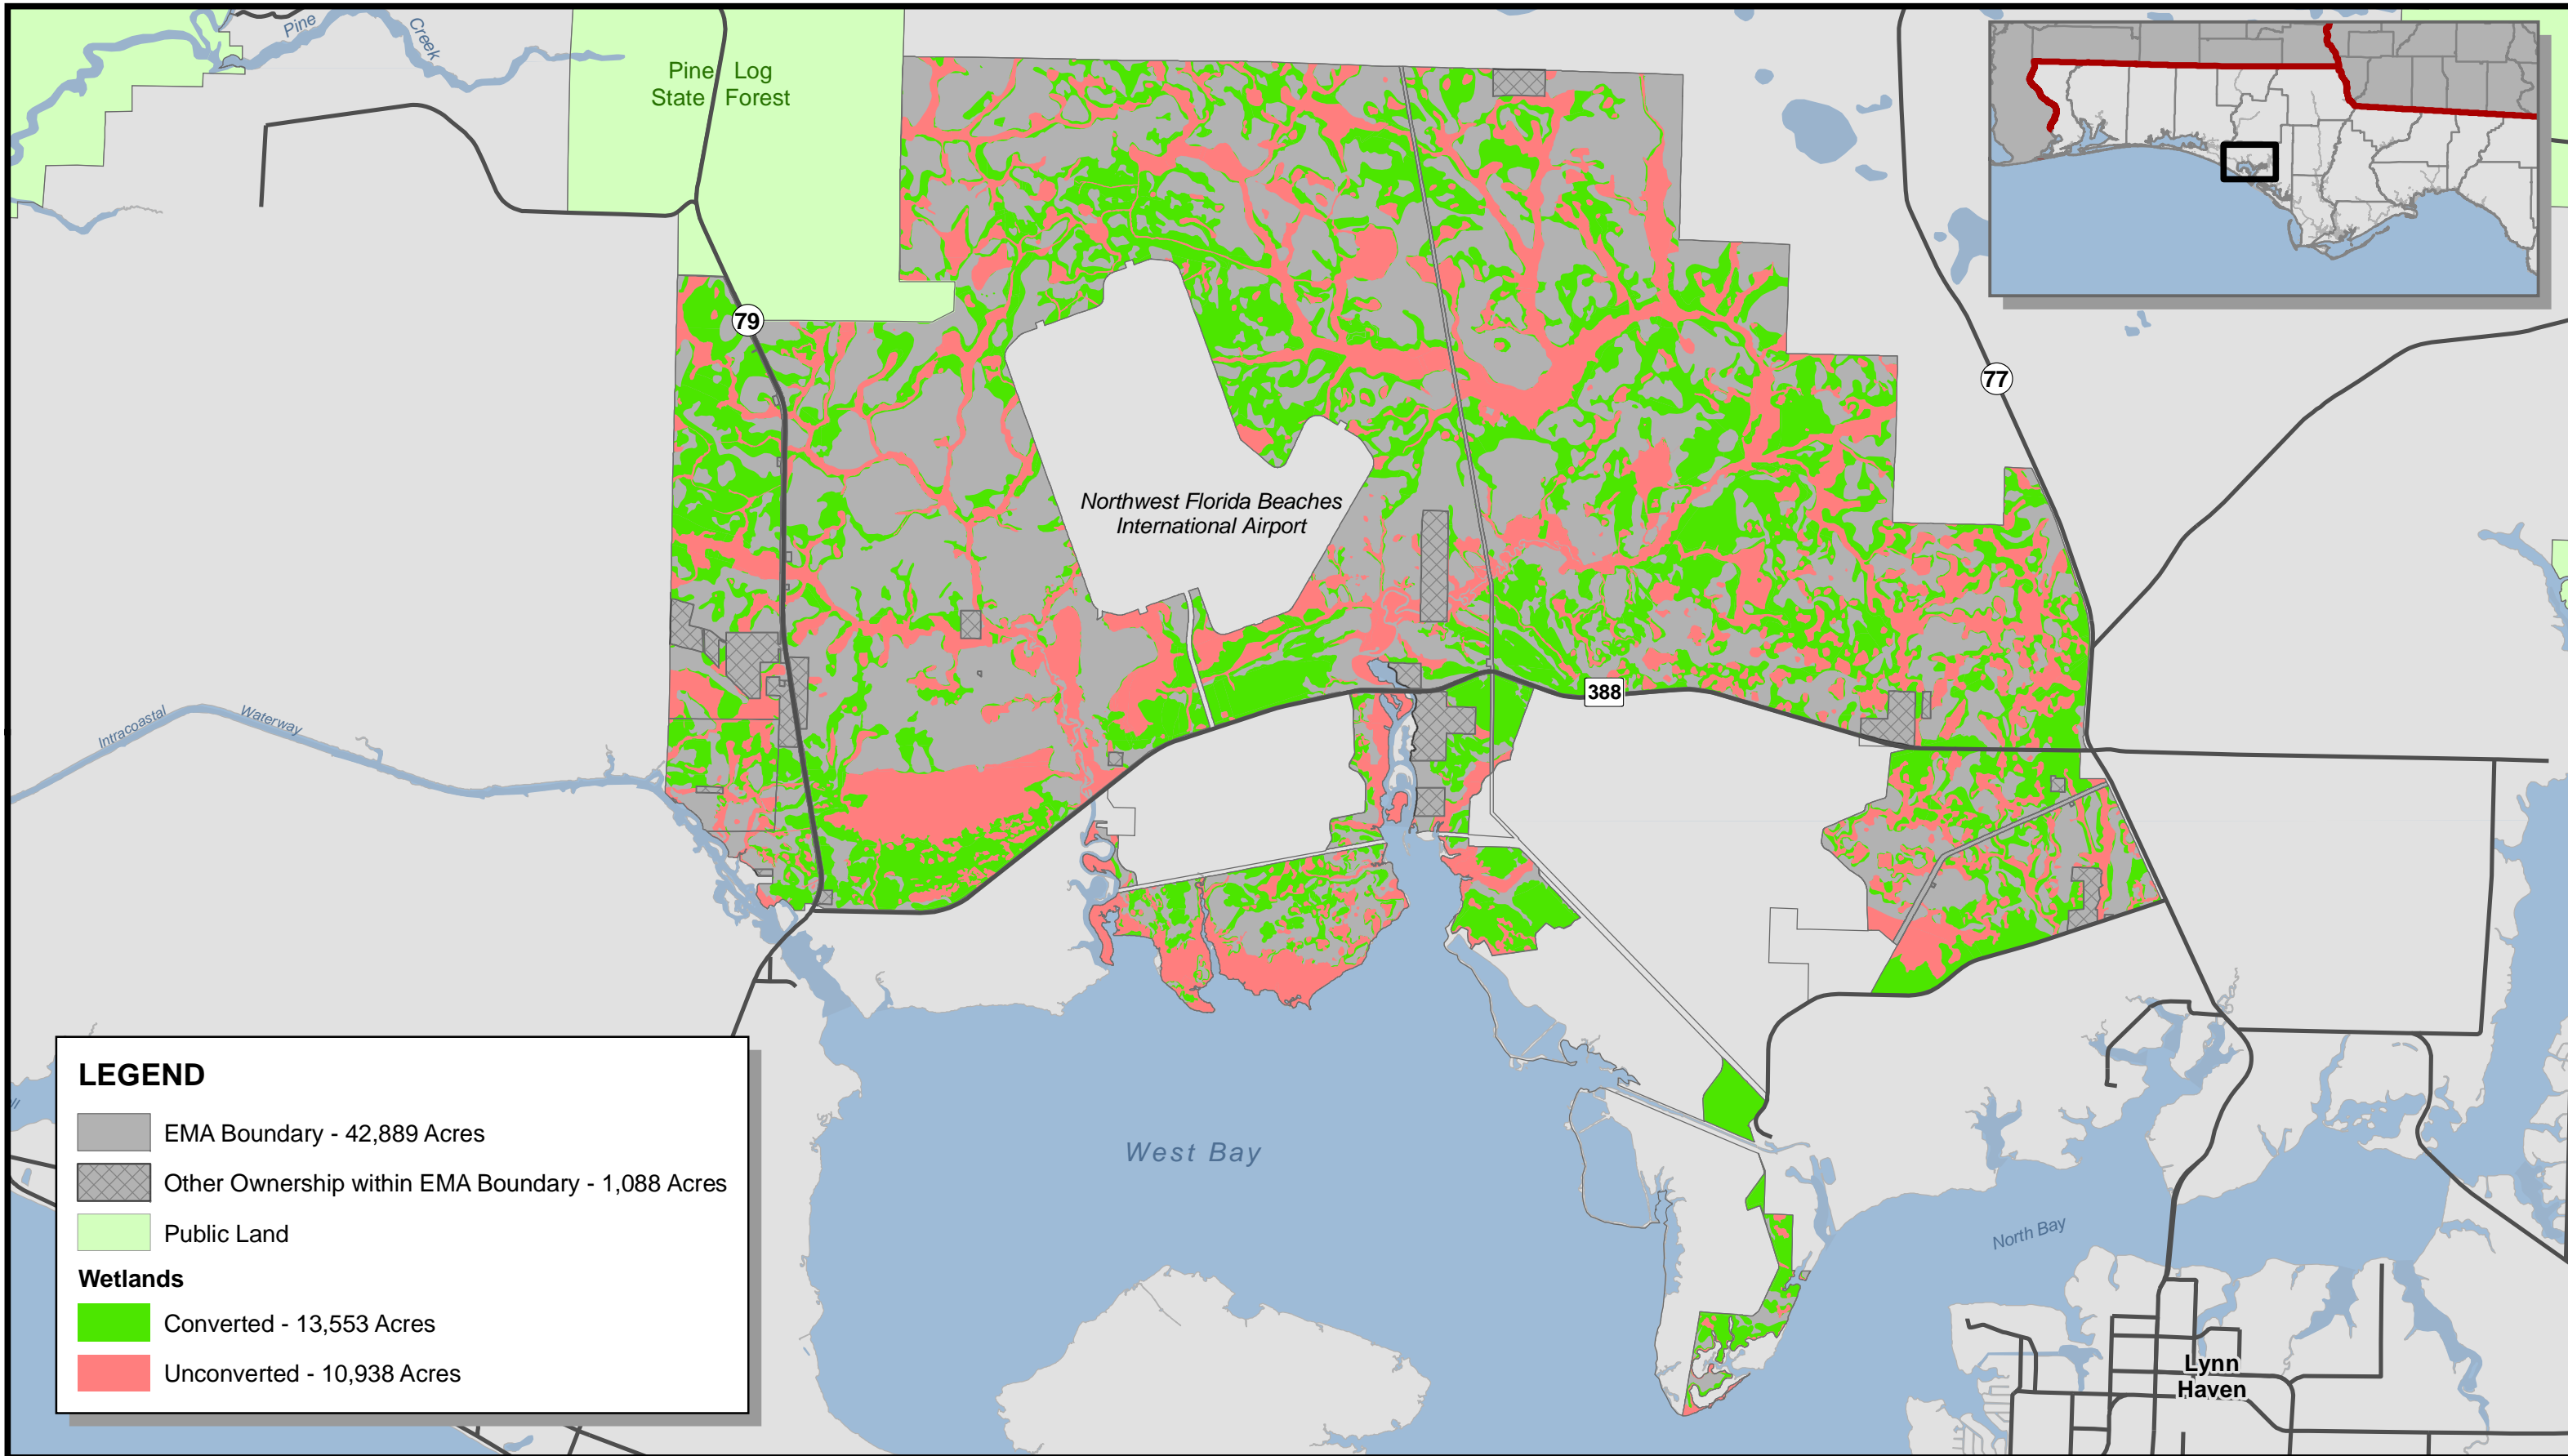 Pine
Creek
Pine Log
State Forest
79
77
Northwest Florida Beaches
International Airport
388
Intracoastal
Waterway
West Bay
North Bay
Lynn
Haven
LEGEND
EMA Boundary - 42,889 Acres
Other Ownership within EMA Boundary - 1,088 Acres
Public Land
Wetlands
Converted - 13,553 Acres
Unconverted - 10,938 Acres